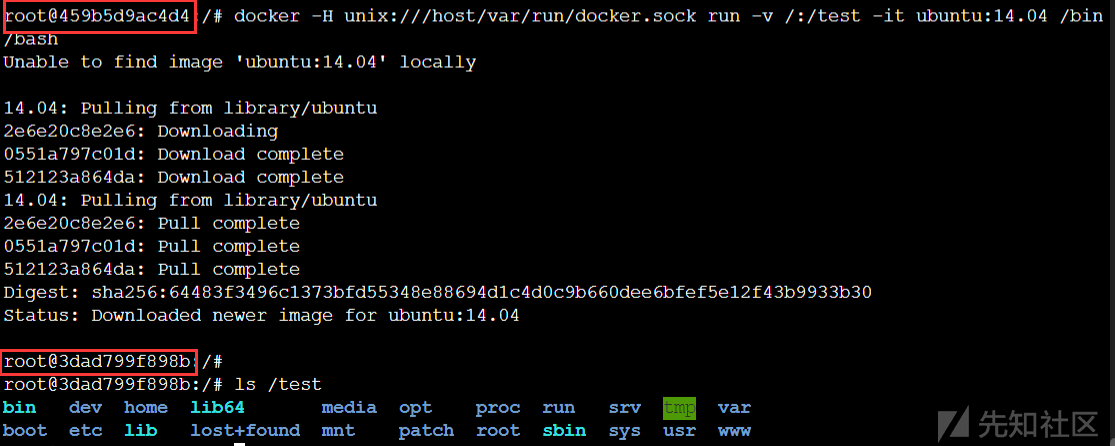 root@459b5d9ac4d4:/# docker -H unix:///host/var/run/docker.sock run -v /:/test -it ubuntu:14.04 /bin
/bash
Unable to find image 'ubuntu:14.04' locally
14.04: Pulling from library/ubuntu
2e6e20c8e2e6: Downloading
0551a797c01d: Download complete
512123a864da: Download complete
14.04: Pulling from library/ubuntu
2e6e20c8e2e6: Pull complete
0551a797c01d: Pull complete
512123a864da: Pull complete
Digest: sha256:64483f3496c1373bfd55348e88694d1c4d0c9b660dee6bfef5e12f43b9933b30
Status: Downloaded newer image for ubuntu:14.04
root@3dad799f898b:/#
root@3dad799f898b:/# ls /test
bin dev home lib64 media opt proc run srv tmp var
boot etc lib lost+found mnt patch root sbin sys usr www
先知社区